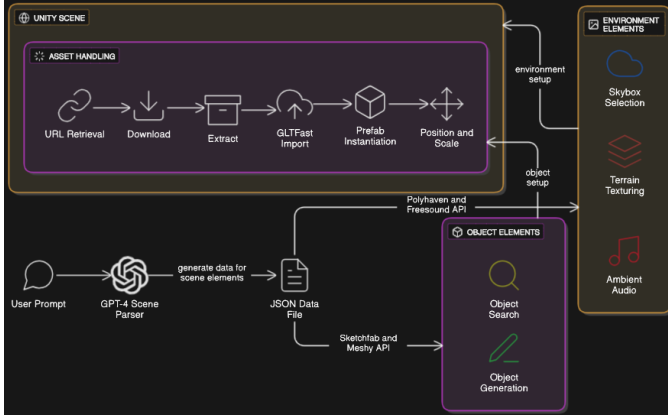 UNITY SCENE
ASSET HANDLING
URL Retrieval
Download
Extract
GLTFast
Import
Prefab
Instantiation
Position and
Scale
ENVIRONMENT
ELEMENTS
Skybox
Selection
Terrain
Texturing
Ambient
Audio
environment
setup
object
setup
Polyhaven and
Freesound API
OBJECT ELEMENTS
Object
Search
Object
Generation
User Prompt
GPT-4 Scene
Parser
generate data for
scene elements
JSON Data
File
Sketchfab and
Meshy API